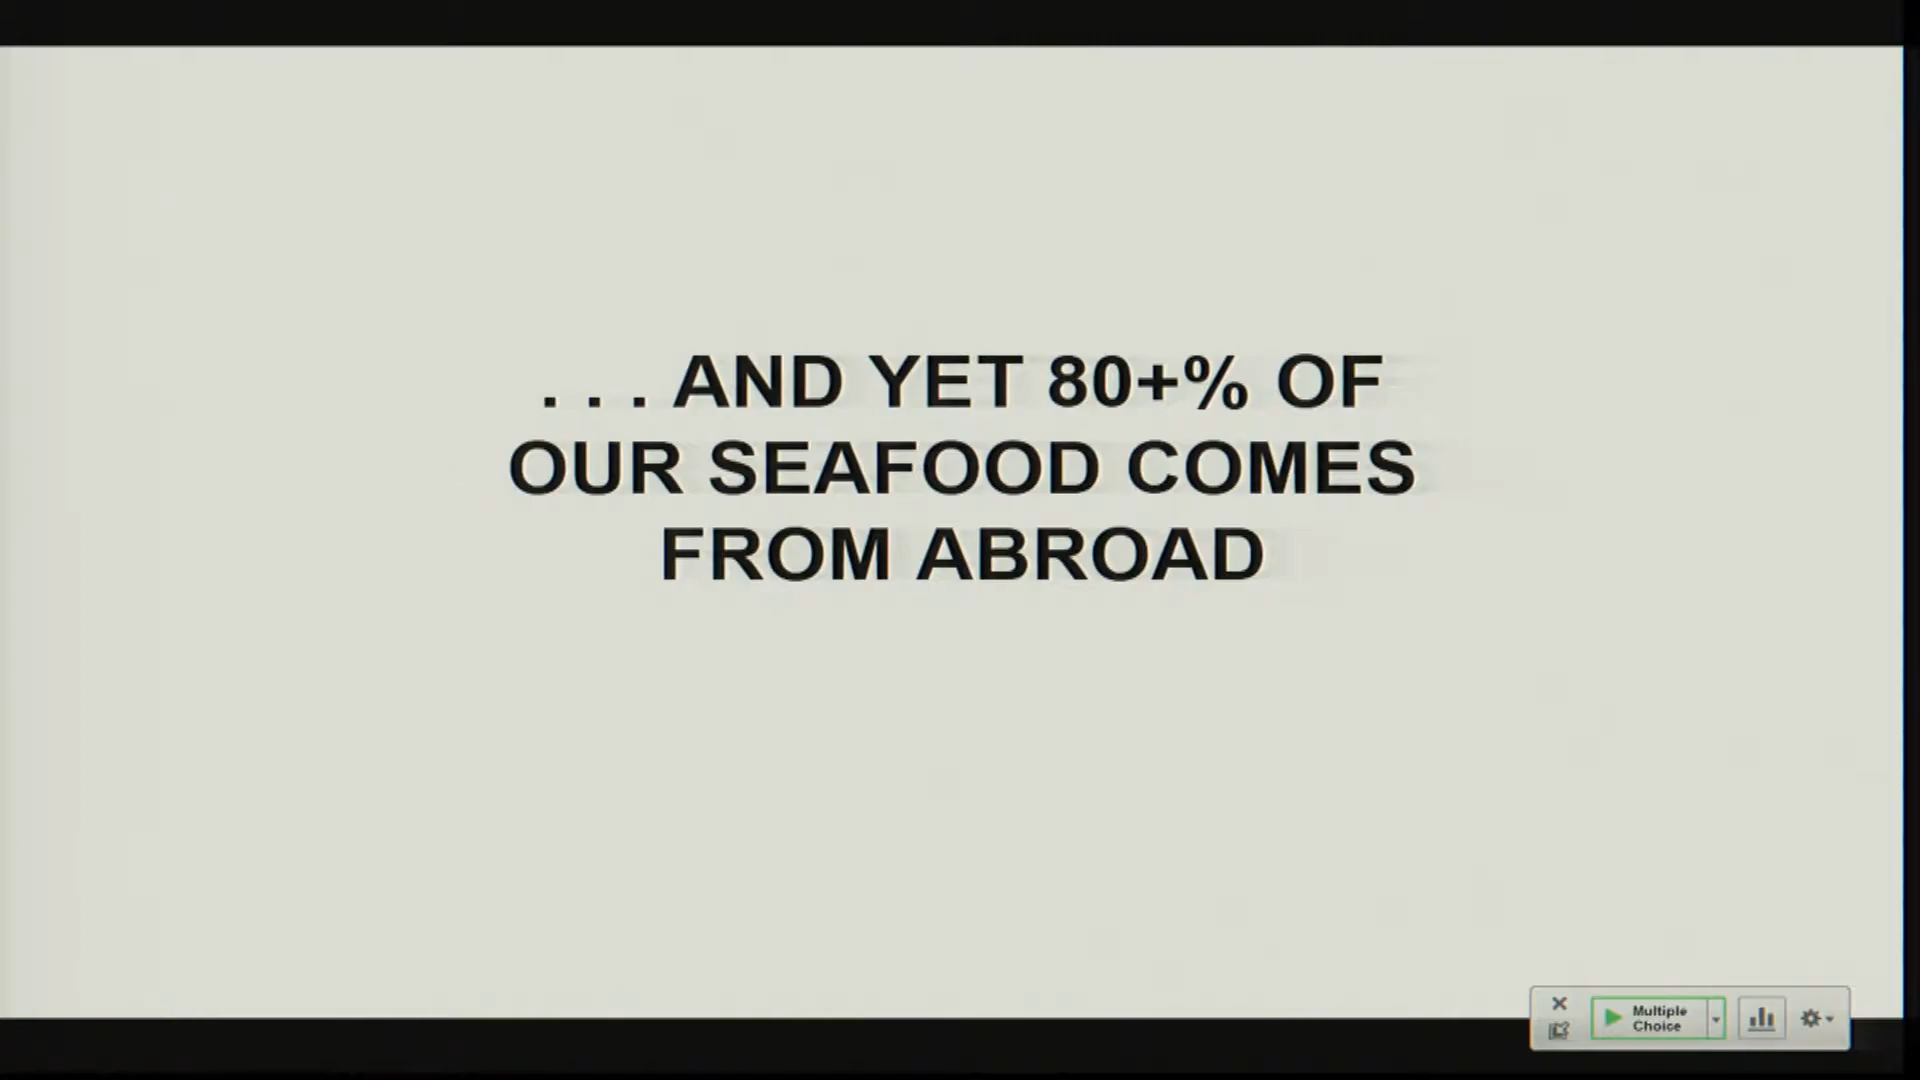 . . . AND YET 80+% OF
OUR SEAFOOD COMES
FROM ABROAD
Multiple
Choice